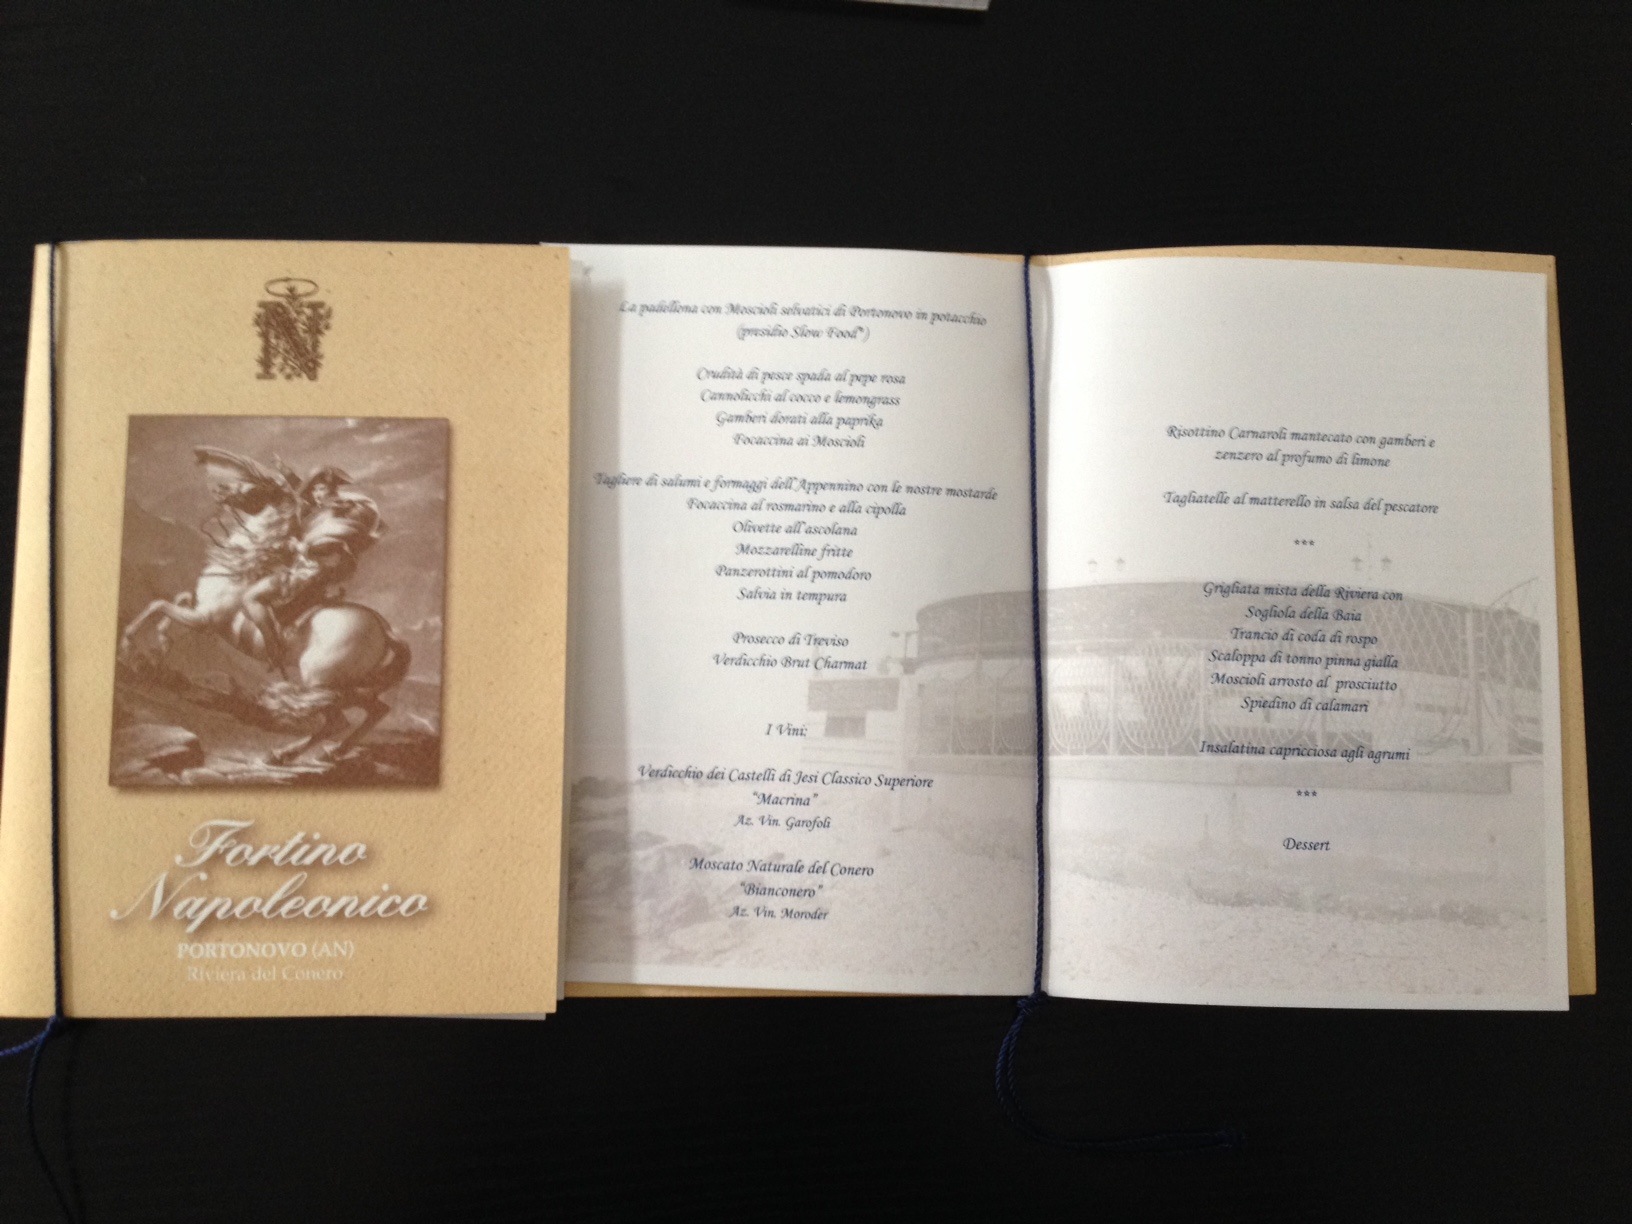 N
Fortino
Napoleonico
PORTONOVO (AN)
Riviera del Conero
La padellona con Moscioli selvatici di Portonovo in potacchio
(presidio Slow Food®)
Crudità di pesce spada al pepe rosa
Cannolicchi al cocco e lemongrass
Gamberi dorati alla paprika
Focaccina ai Moscioli
Tagliere di salumi e formaggi dell'Appennino con le nostre mostarde
Focaccina al rosmarino e alla cipolla
Olivette all'ascolana
Mozzarelline fritte
Panzerottini al pomodoro
Salvia in tempura
Prosecco di Treviso
Verdicchio Brut Charmat
I Vini:
Verdicchio dei Castelli di Jesi Classico Superiore
"Macrina"
Az. Vin. Garofoli
Moscato Naturale del Conero
"Bianconero"
Az. Vin. Moroder
Risottino Carnaroli mantecato con gamberi e
zenzero al profumo di limone
Tagliatelle al matterello in salsa del pescatore
***
Grigliata mista della Riviera con
Sogliola della Baia
Trancio di coda di rospo
Scaloppa di tonno pinna gialla
Moscioli arrosto al prosciutto
Spiedino di calamari
Insalatina capricciosa agli agrumi
***
Dessert